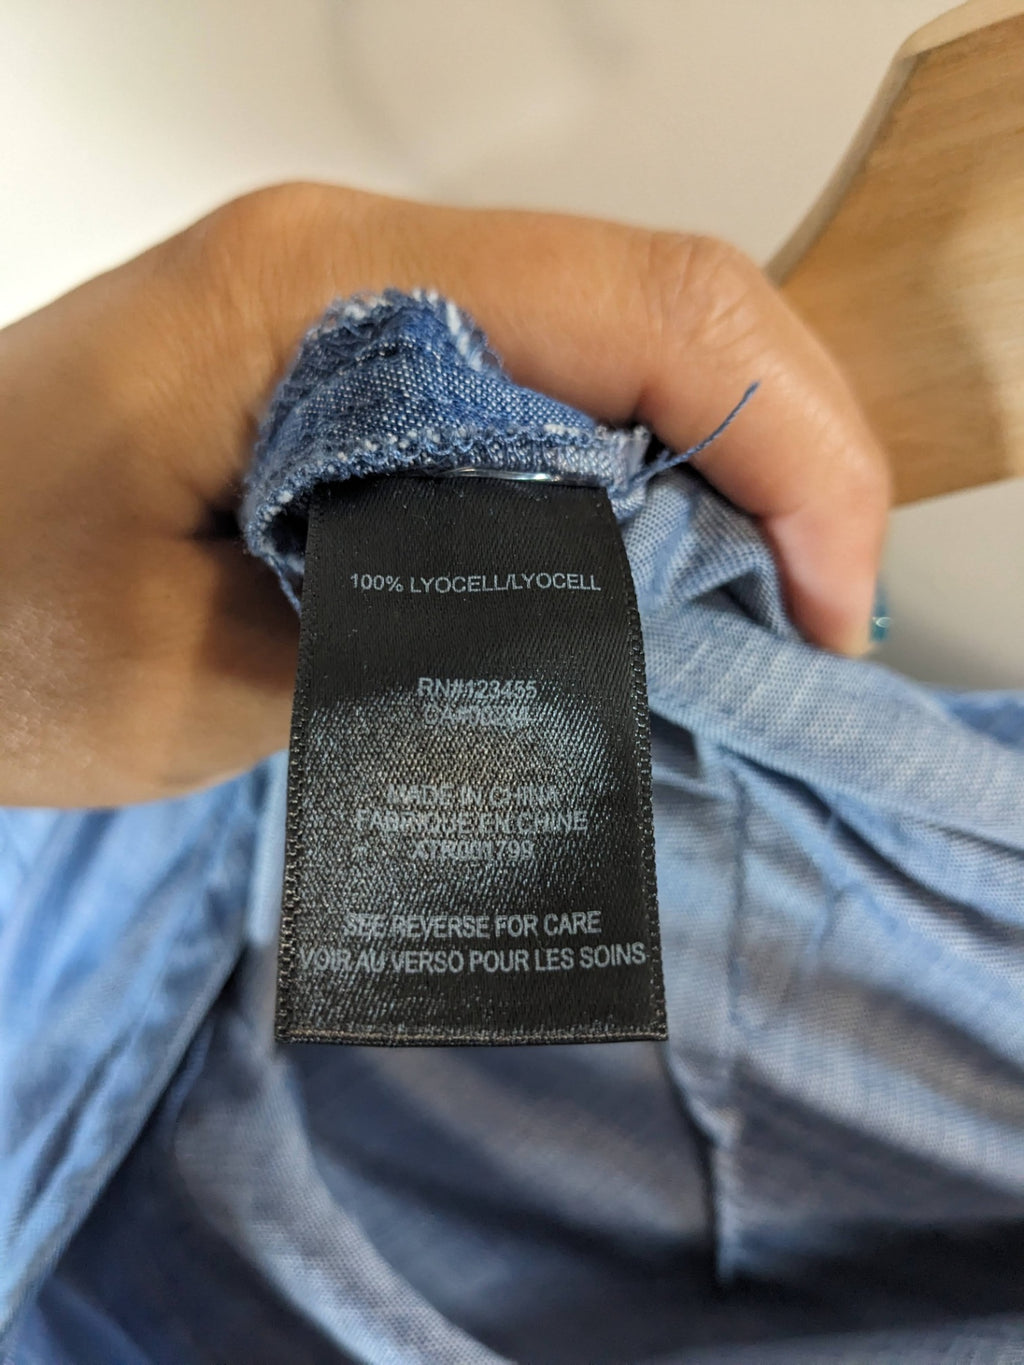 100% LYOCELL/LYOCELL
RN#123455
MADE IN CHINA
FABRIQUE EN CHINE
ATR001799
SEE REVERSE FOR CARE
VOIR AU VERSO POUR LES SOINS